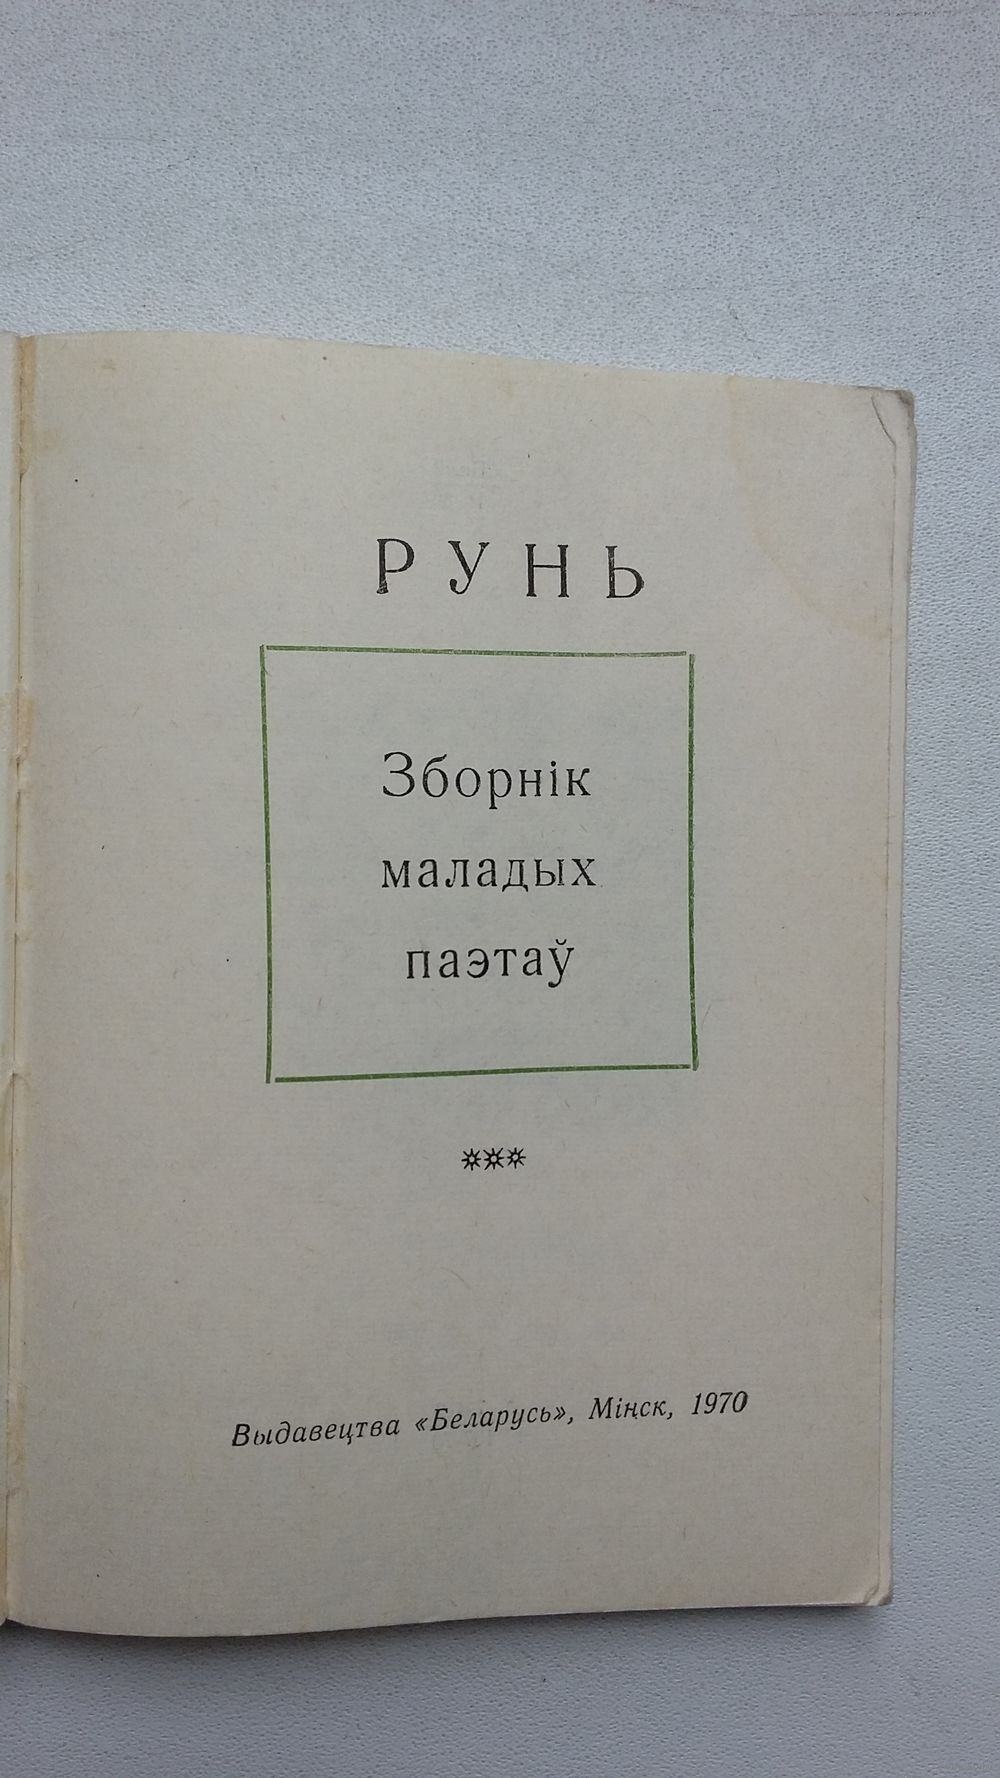 РУНЬ
Зборнік
маладых
паэтаў
***
Выдавецтва «Беларусь», Мінск, 1970